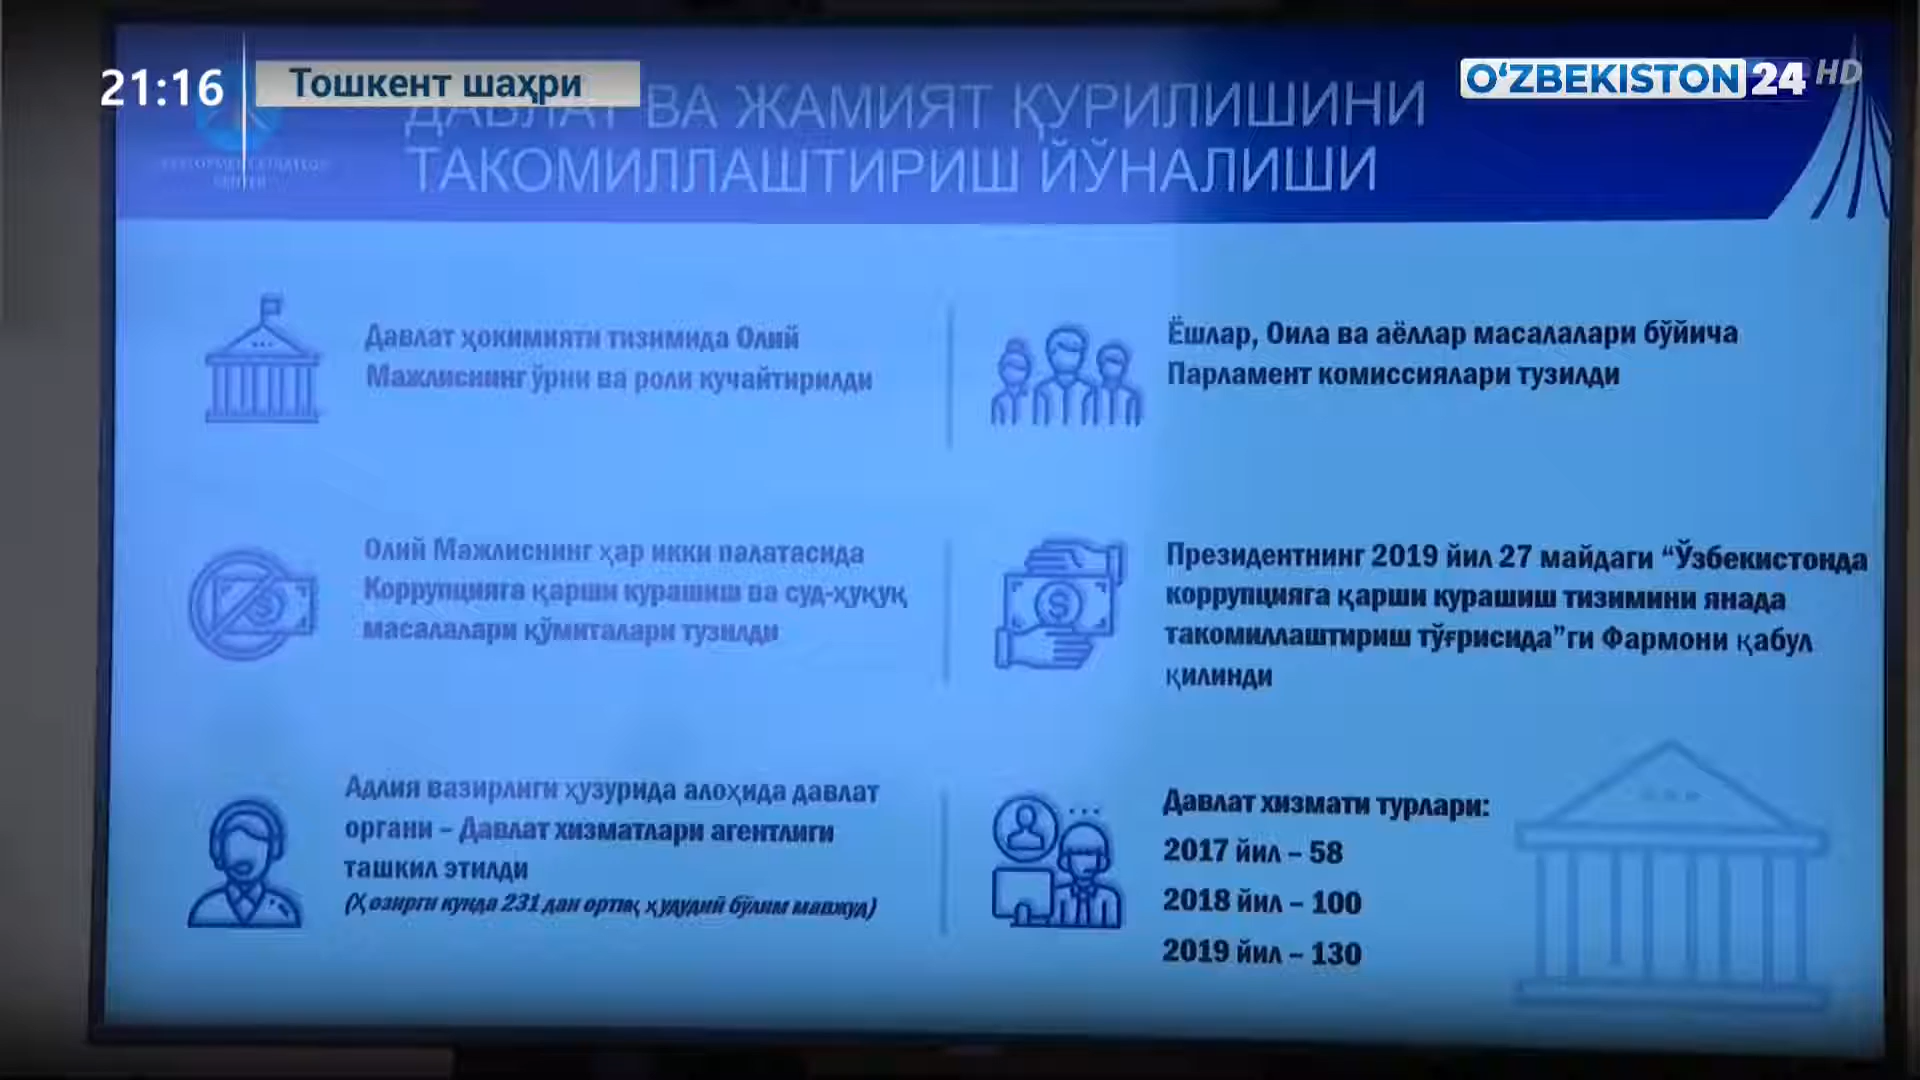 21:16
Тошкент шаҳри
O'ZBEKISTON 24 HD
ДАВЛАТ ВА ЖАМИЯТ ҚУРИЛИШИНИ
ТАКОМИЛЛАШТИРИШ ЙЎНАЛИШИ
Давлат ҳокимияти тизимида Олий
Мажлиснинг ўрни ва роли кучайтирилди
Ёшлар, Оила ва аёллар масалалари бўйича
Парламент комиссиялари тузилди
Олий Мажлиснинг ҳар икки палатасида
Коррупцияга қарши курашиш ва суд-ҳуқуқ
масалалари қўмиталари тузилди
Президентнинг 2019 йил 27 майдаги “Ўзбекистонда
коррупцияга қарши курашиш тизимини янада
такомиллаштириш тўғрисида”ги Фармони қабул
қилинди
Адлия вазирлиги ҳузурида алоҳида давлат
органи – Давлат хизматлари агентлиги
ташкил этилди
(Ҳозирги кунда 231 дан ортиқ ҳудудий бўлим мавжуд)
Давлат хизмати турлари:
2017 йил – 58
2018 йил – 100
2019 йил – 130